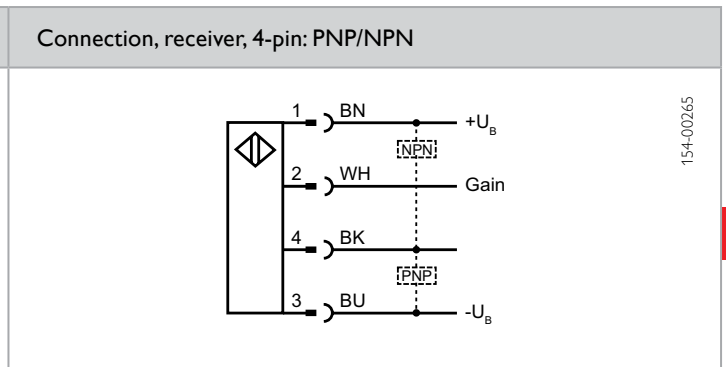 Connection, receiver, 4-pin: PNP/NPN
1 BN +U_B
NPN
2 WH Gain
4 BK
PNP
3 BU -U_B
154-00265